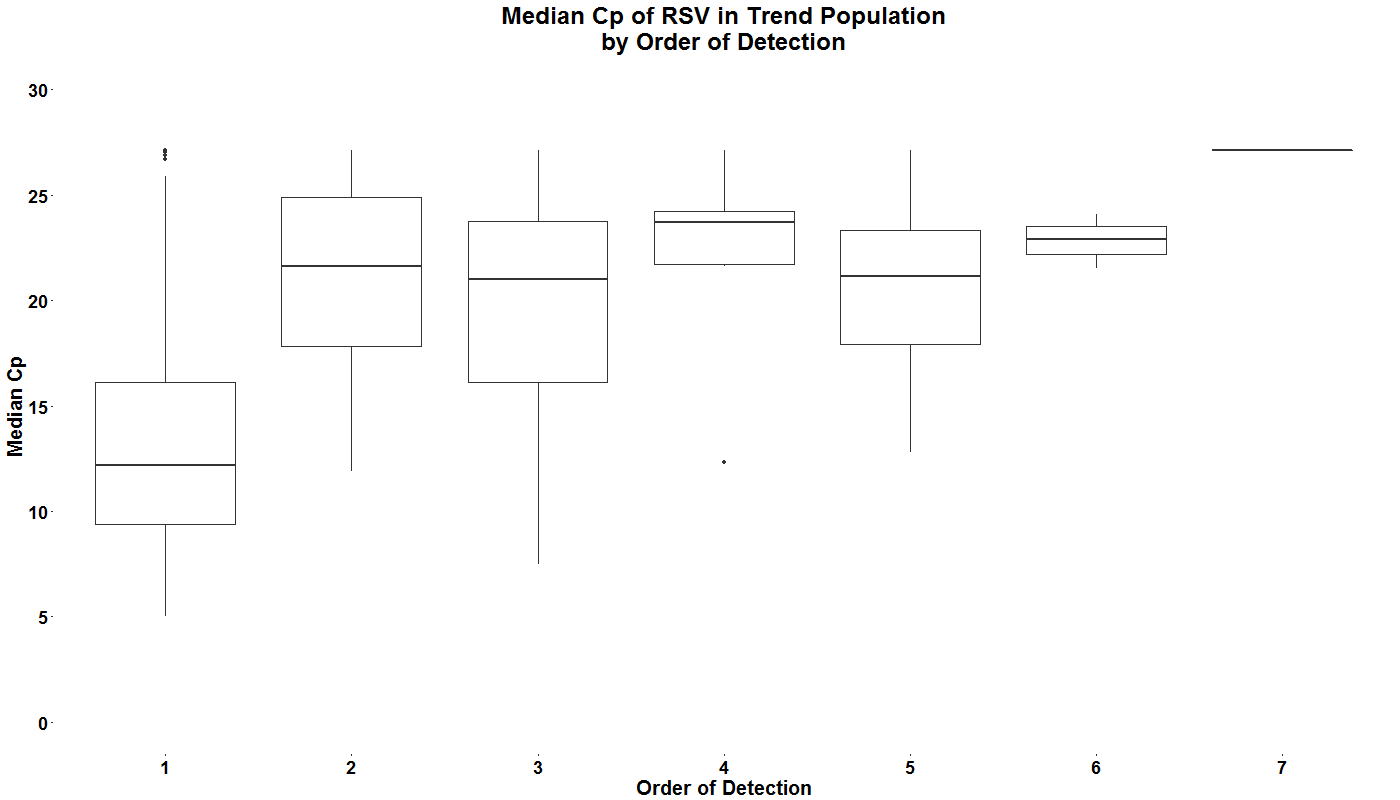 Median Cp of RSV in Trend Population
by Order of Detection
30
25
20
15
10
5
0
Median Cp
1 2 3 4 5 6 7
Order of Detection